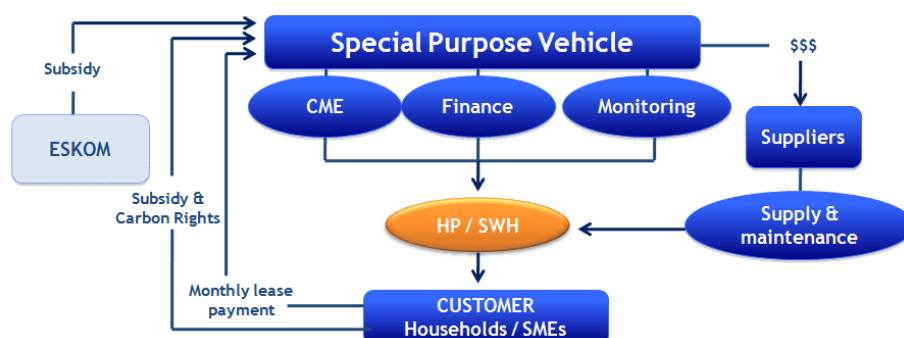 Special Purpose Vehicle
$$$
Subsidy
CME
Finance
Monitoring
ESKOM
Suppliers
Subsidy &
Carbon Rights
HP / SWH
Supply &
maintenance
Monthly lease
payment
CUSTOMER
Households / SMEs